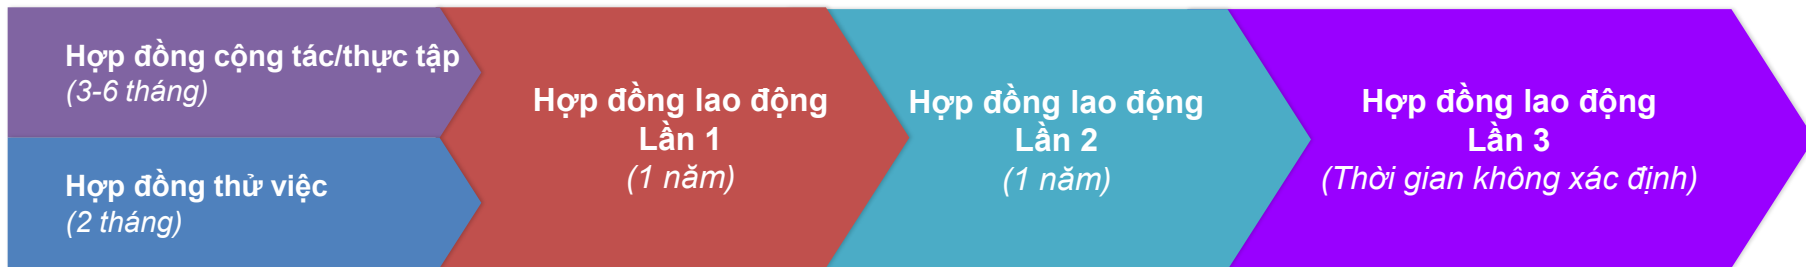 Hợp đồng cộng tác/thực tập
(3-6 tháng)
Hợp đồng thử việc
(2 tháng)
Hợp đồng lao động
Lần 1
(1 năm)
Hợp đồng lao động
Lần 2
(1 năm)
Hợp đồng lao động
Lần 3
(Thời gian không xác định)